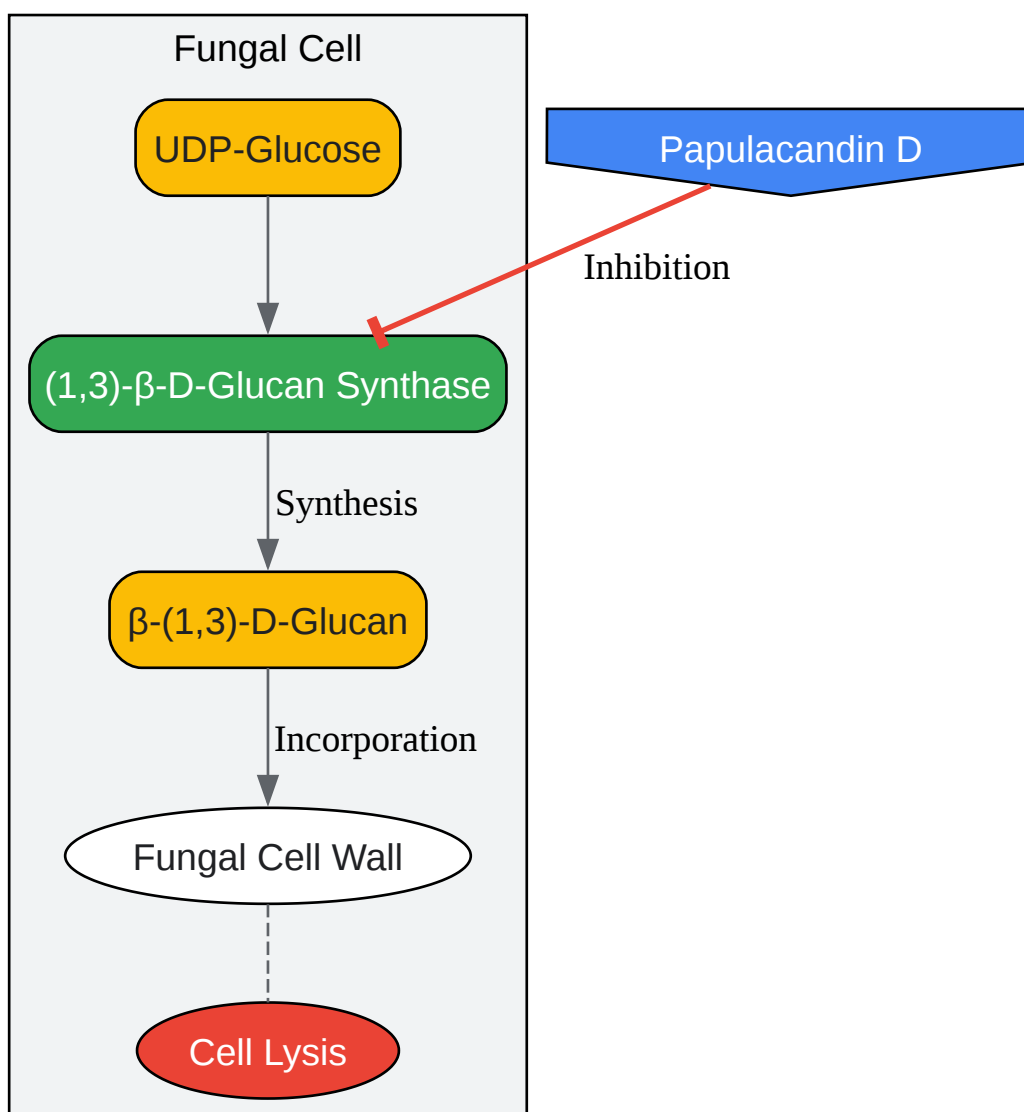 Fungal Cell
UDP-Glucose
Papulacandin D
Inhibition
(1,3)-β-D-Glucan Synthase
Synthesis
β-(1,3)-D-Glucan
Incorporation
Fungal Cell Wall
Cell Lysis